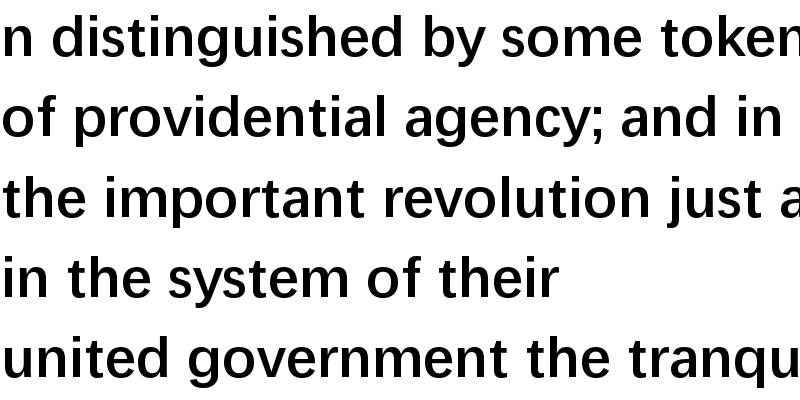 n distinguished by some token
of providential agency; and in
the important revolution just a
in the system of their
united government the tranqu